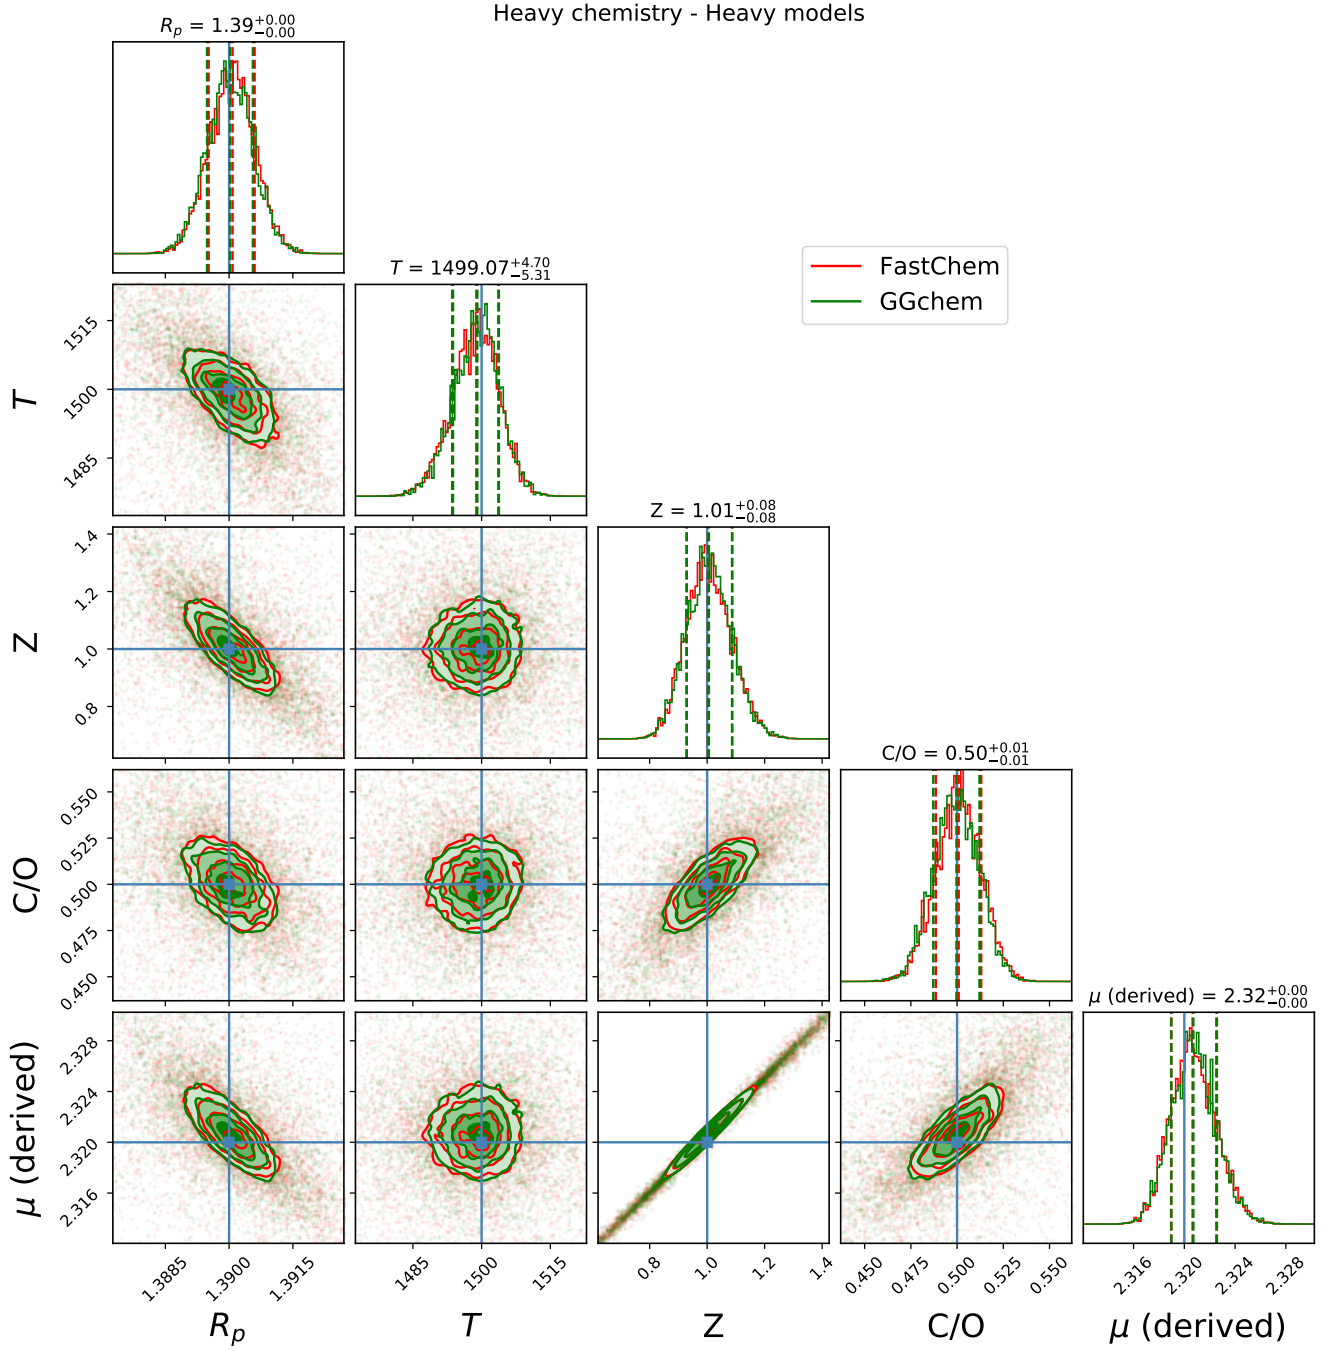 Heavy chemistry - Heavy models
R_p = 1.39^{+0.00}_{-0.00}
T = 1499.07^{+4.70}_{-5.31}
FastChem
GGchem
1515
1500
1485
T
Z = 1.01^{+0.08}_{-0.08}
1.4
1.2
1.0
0.8
Z
C/O = 0.50^{+0.01}_{-0.01}
0.550
0.525
0.500
0.475
0.450
C/O
μ (derived) = 2.32^{+0.00}_{-0.00}
2.328
2.324
2.320
2.316
μ (derived)
1.3885 1.3900 1.3915
1485 1500 1515
0.8 1.0 1.2 1.4
0.450 0.475 0.500 0.525 0.550
2.316 2.320 2.324 2.328
R_p T Z C/O μ (derived)